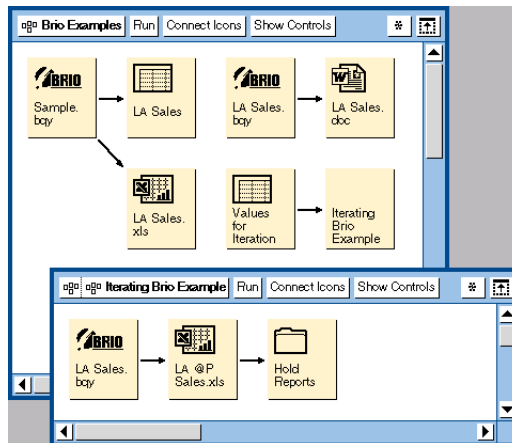 Brio Examples Run Connect Icons Show Controls *
BRIO
Sample.
bqy
LA Sales
BRIO
LA Sales.
bqy
W
LA Sales.
doc
X
LA Sales.
xls
Values
for
Iteration
Iterating
Brio
Example
Iterating Brio Example Run Connect Icons Show Controls *
BRIO
LA Sales.
bqy
X
LA @P
Sales.xls
Hold
Reports